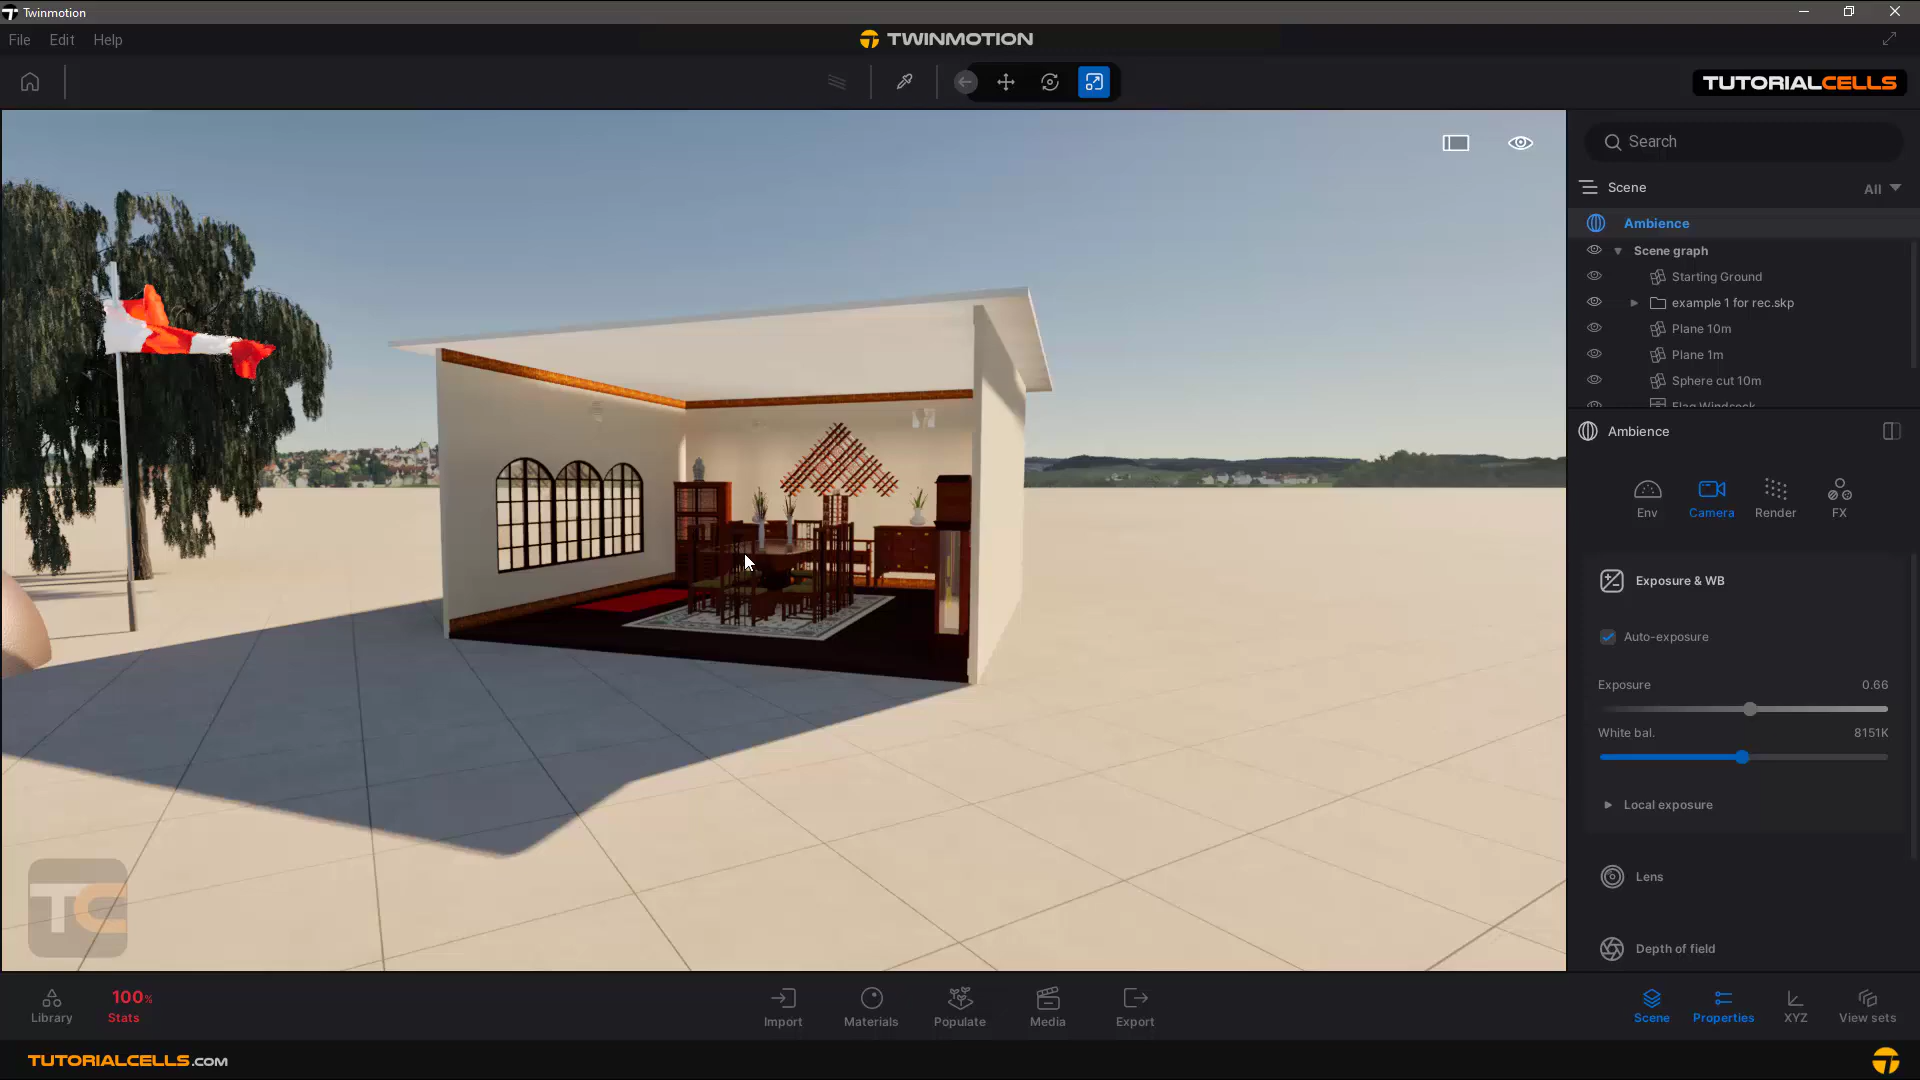 Twinmotion
File Edit Help
TWINMOTION
TUTORIALCELLS
Search
Scene All
Ambience
Scene graph
Starting Ground
example 1 for rec.skp
Plane 10m
Plane 1m
Sphere cut 10m
Flag Windsock
Ambience
Env Camera Render FX
Exposure & WB
Auto-exposure
Exposure 0.66
White bal. 8151K
Local exposure
Lens
Depth of field
TC
100%
Library Stats Import Materials Populate Media Export Scene Properties XYZ View sets
TUTORIALCELLS.COM